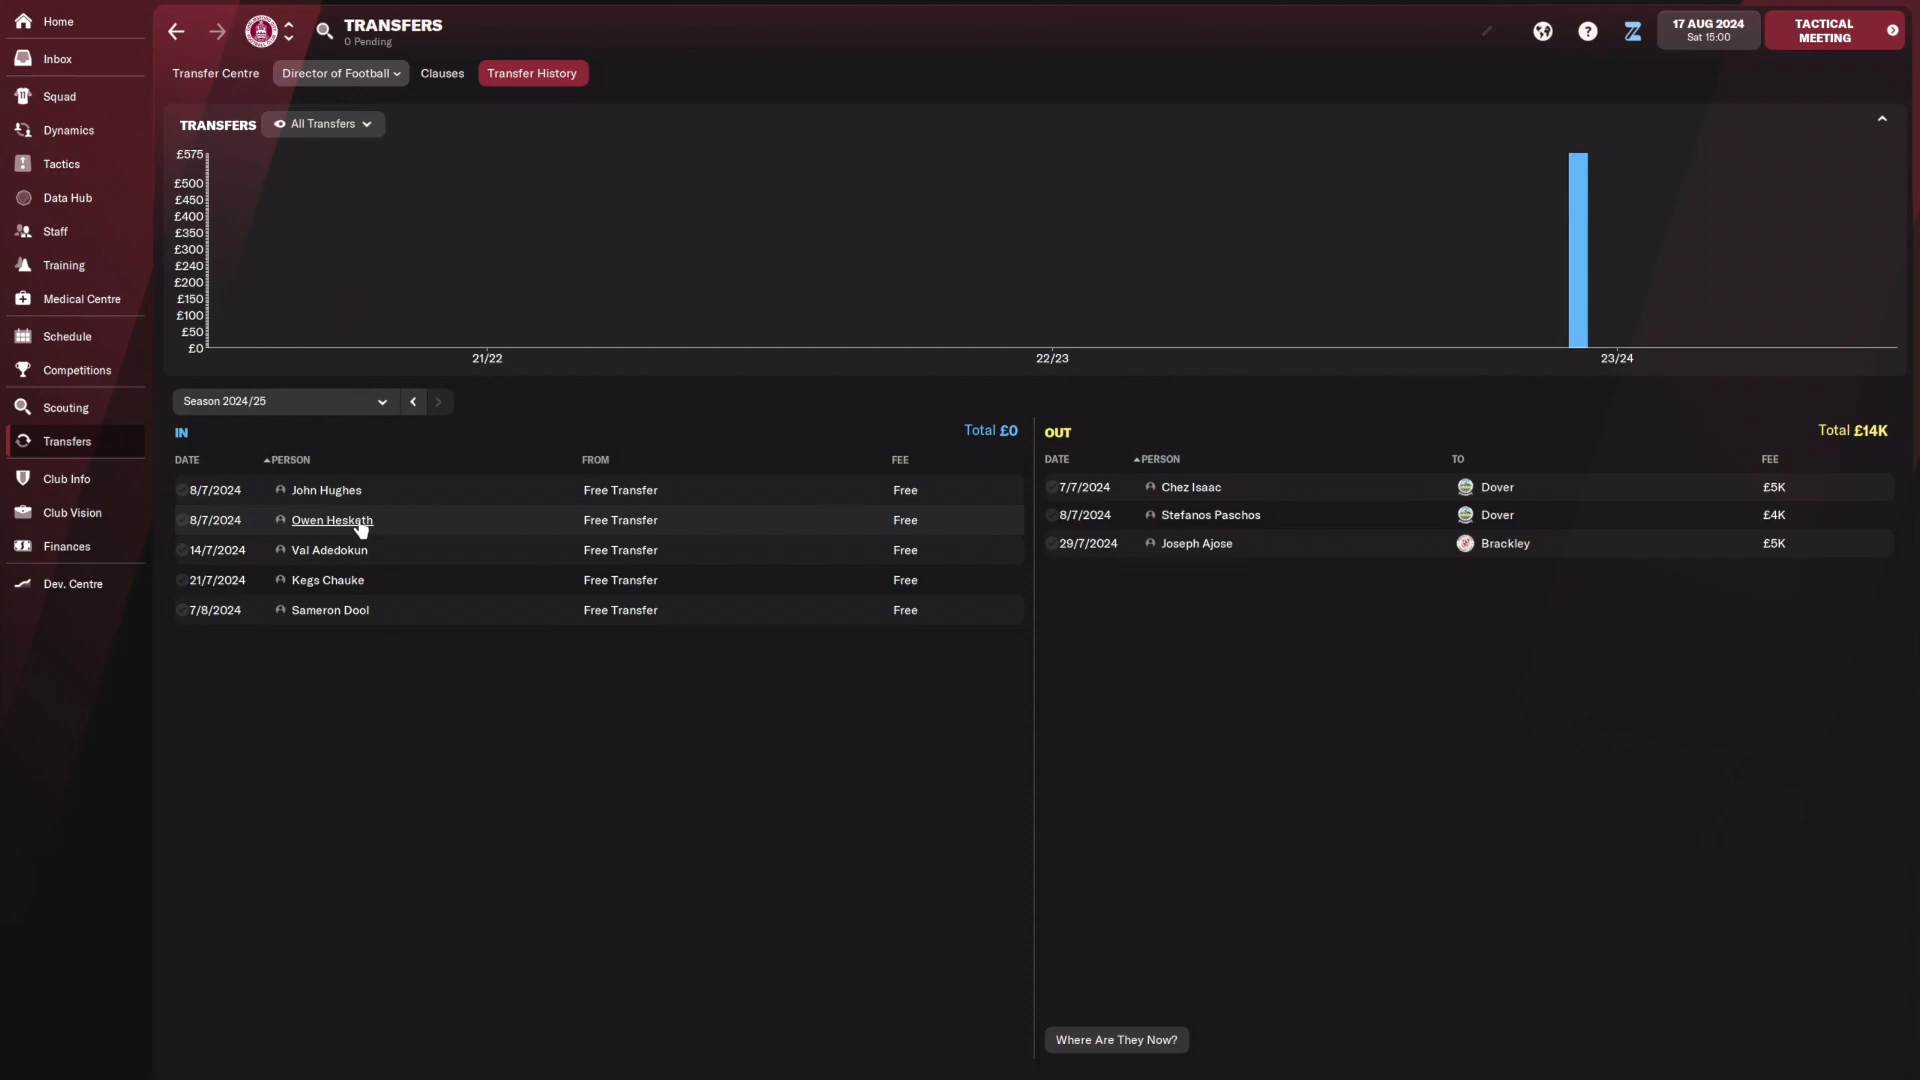 Home
Inbox
Squad
Dynamics
Tactics
Data Hub
Staff
Training
Medical Centre
Schedule
Competitions
Scouting
Transfers
Club Info
Club Vision
Finances
Dev. Centre
TRANSFERS
0 Pending
17 AUG 2024
Sat 15:00
TACTICAL
MEETING
Transfer Centre Director of Football Clauses Transfer History
TRANSFERS All Transfers
£575
£500
£450
£400
£350
£300
£240
£200
£150
£100
£50
£0
21/22 22/23 23/24
Season 2024/25
IN Total £0
DATE PERSON FROM FEE
8/7/2024 John Hughes Free Transfer Free
8/7/2024 Owen Hesketh Free Transfer Free
14/7/2024 Val Adedokun Free Transfer Free
21/7/2024 Kegs Chauke Free Transfer Free
7/8/2024 Sameron Dool Free Transfer Free
OUT Total £14K
DATE PERSON TO FEE
7/7/2024 Chez Isaac Dover £5K
8/7/2024 Stefanos Paschos Dover £4K
29/7/2024 Joseph Ajose Brackley £5K
Where Are They Now?